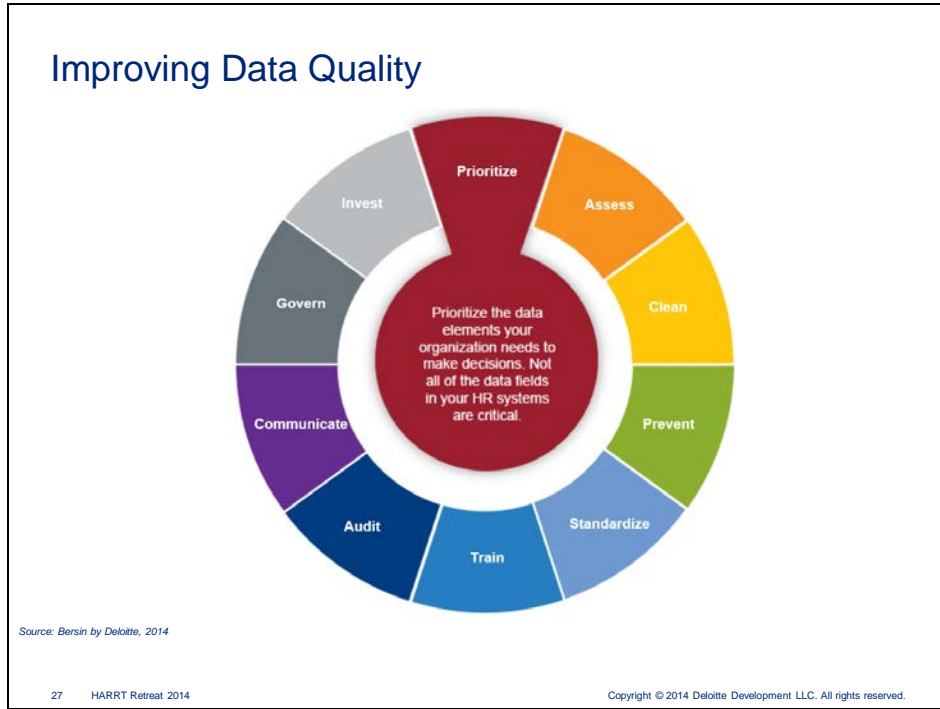 Improving Data Quality
Prioritize
Assess
Clean
Prevent
Standardize
Train
Audit
Communicate
Govern
Invest
Prioritize the data
elements your
organization needs to
make decisions. Not
all of the data fields
in your HR systems
are critical.
Source: Bersin by Deloitte, 2014
27 HARRT Retreat 2014 Copyright © 2014 Deloitte Development LLC. All rights reserved.